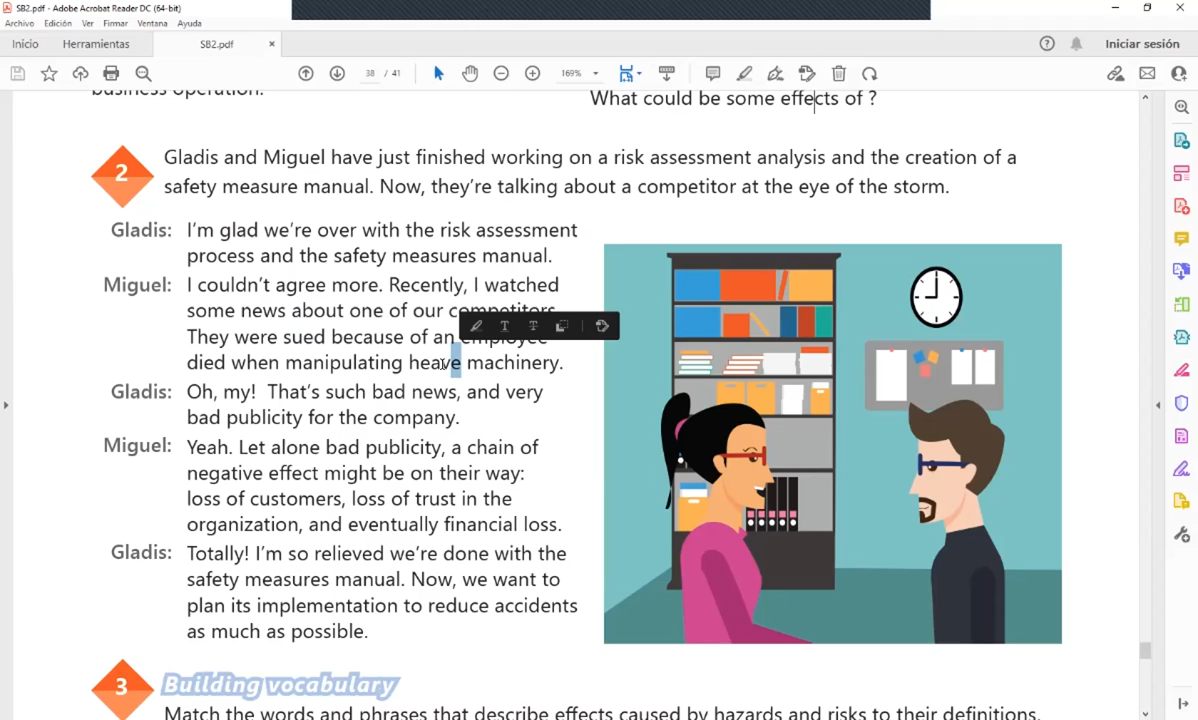 SB2.pdf - Adobe Acrobat Reader DC (64-bit)
Archivo Edición Ver Firmar Ventana Ayuda
Inicio Herramientas SB2.pdf × Iniciar sesión
38 / 41 169%
business operation.
What could be some effects of ?
2 Gladis and Miguel have just finished working on a risk assessment analysis and the creation of a
safety measure manual. Now, they're talking about a competitor at the eye of the storm.
Gladis: I'm glad we're over with the risk assessment
process and the safety measures manual.
Miguel: I couldn't agree more. Recently, I watched
some news about one of our competitors.
They were sued because of an employee
died when manipulating heave machinery.
Gladis: Oh, my! That's such bad news, and very
bad publicity for the company.
Miguel: Yeah. Let alone bad publicity, a chain of
negative effect might be on their way:
loss of customers, loss of trust in the
organization, and eventually financial loss.
Gladis: Totally! I'm so relieved we're done with the
safety measures manual. Now, we want to
plan its implementation to reduce accidents
as much as possible.
3 Building vocabulary
Match the words and phrases that describe effects caused by hazards and risks to their definitions.